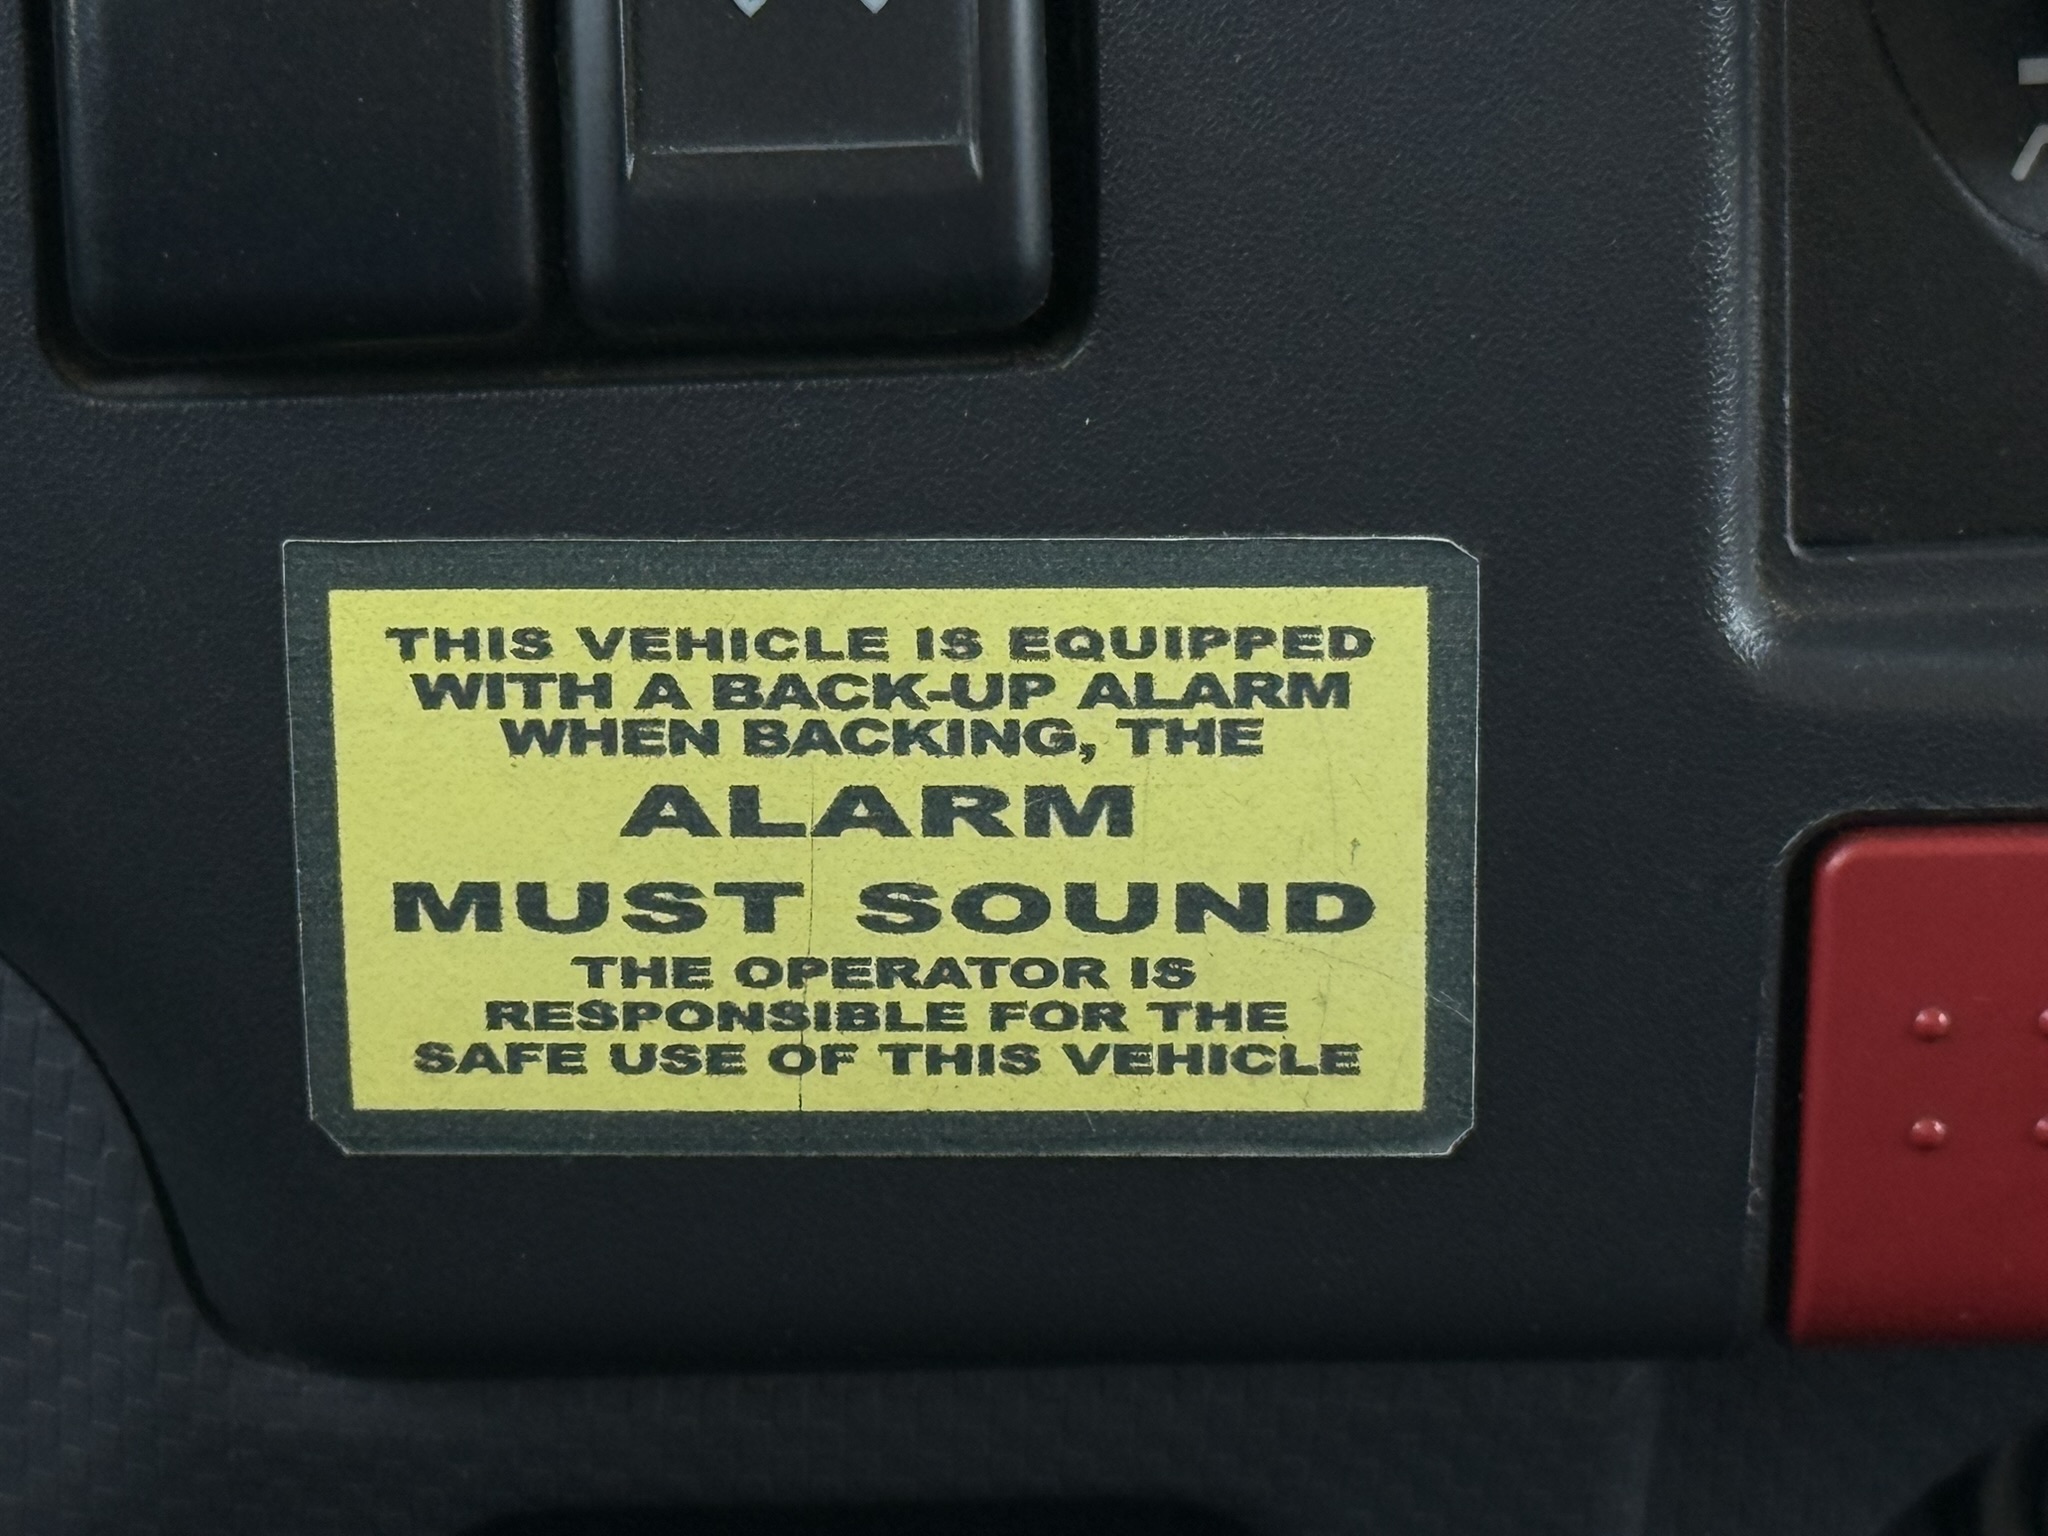 THIS VEHICLE IS EQUIPPED
WITH A BACK-UP ALARM
WHEN BACKING, THE
ALARM
MUST SOUND
THE OPERATOR IS
RESPONSIBLE FOR THE
SAFE USE OF THIS VEHICLE